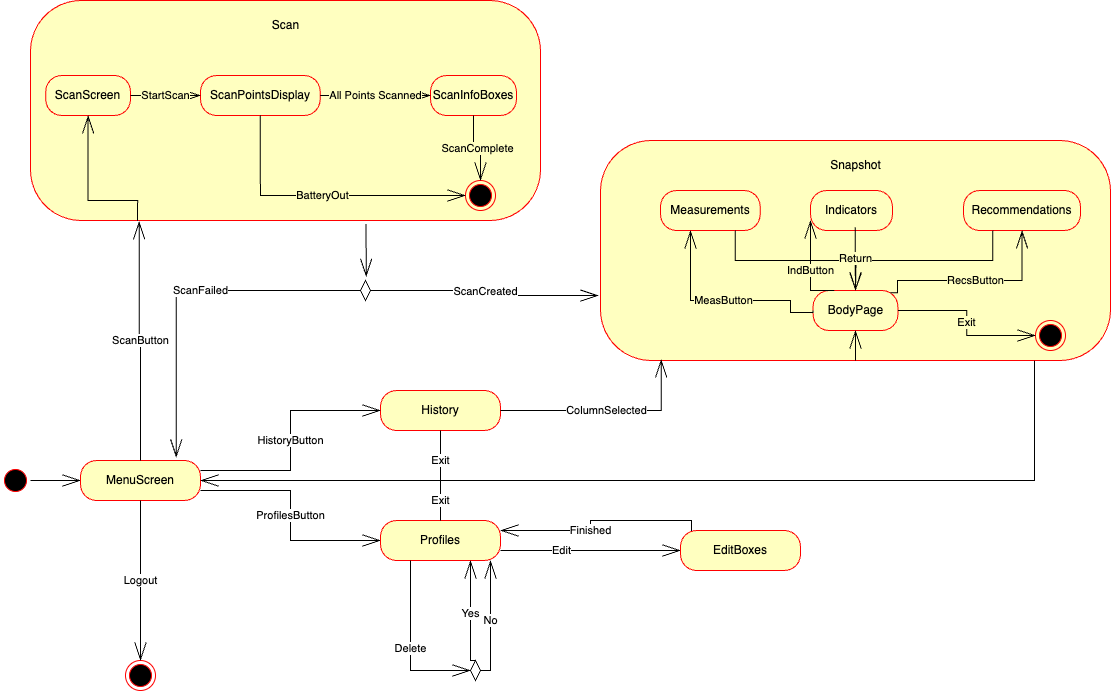 Scan
ScanScreen
StartScan
ScanPointsDisplay
All Points Scanned
ScanInfoBoxes
ScanComplete
BatteryOut
Snapshot
Measurements
Indicators
Recommendations
Return
IndButton
RecsButton
MeasButton
BodyPage
Exit
ScanFailed
ScanCreated
ScanButton
History
ColumnSelected
HistoryButton
Exit
MenuScreen
Exit
ProfilesButton
Profiles
Finished
Edit
EditBoxes
Logout
Yes
No
Delete